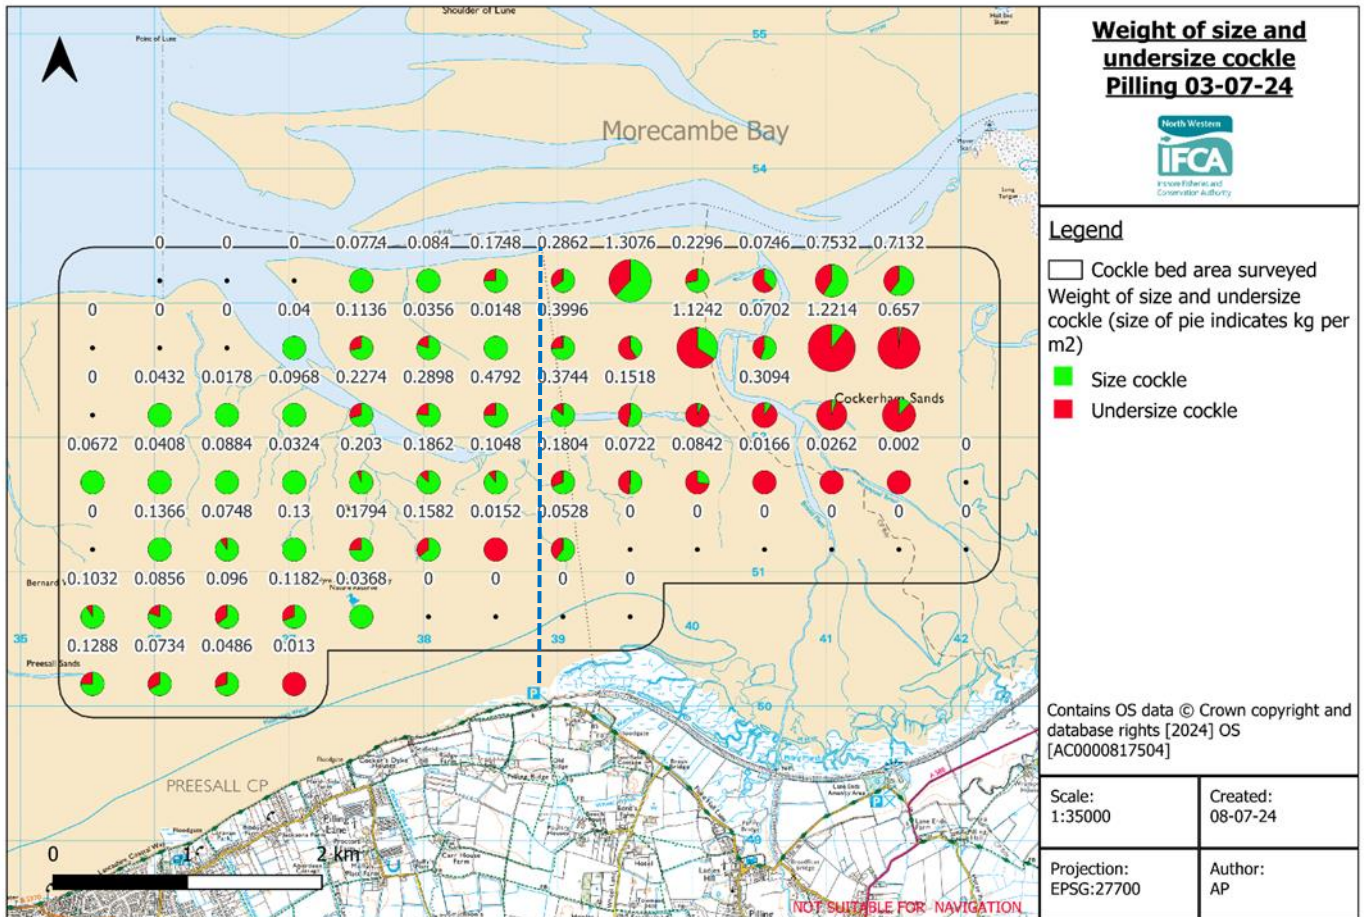 Shoulder of Lune
Point of Lune
55
Morecambe Bay
54
0 0 0 0.0774 0.084 0.1748 0.2862 1.3076 0.2296 0.0746 0.7532 0.7132
0 0 0 0.04 0.1136 0.0356 0.0148 0.3996 1.1242 0.0702 1.2214 0.657
0 0.0432 0.0178 0.0968 0.2274 0.2898 0.4792 0.3744 0.1518 0.3094
Cockerham Sands
0.0672 0.0408 0.0884 0.0324 0.203 0.1862 0.1048 0.1804 0.0722 0.0842 0.0166 0.0262 0.002 0
0 0.1366 0.0748 0.13 0.1794 0.1582 0.0152 0.0528 0 0 0 0 0 0
51
0.1032 0.0856 0.096 0.1182 0.0368 0 0 0 0
35 38 39 40 41 42
0.1288 0.0734 0.0486 0.013
Preesall Sands
P
PREESALL CP
Pilling
Lane
Hotel
Pilling
0 1 2 km
NOT SUITABLE FOR NAVIGATION
Weight of size and
undersize cockle
Pilling 03-07-24
North Western
IFCA
Inshore Fisheries and
Conservation Authority
Legend
Cockle bed area surveyed
Weight of size and undersize
cockle (size of pie indicates kg per
m2)
Size cockle
Undersize cockle
Contains OS data © Crown copyright and
database rights [2024] OS
[AC0000817504]
Scale:
1:35000
Created:
08-07-24
Projection:
EPSG:27700
Author:
AP